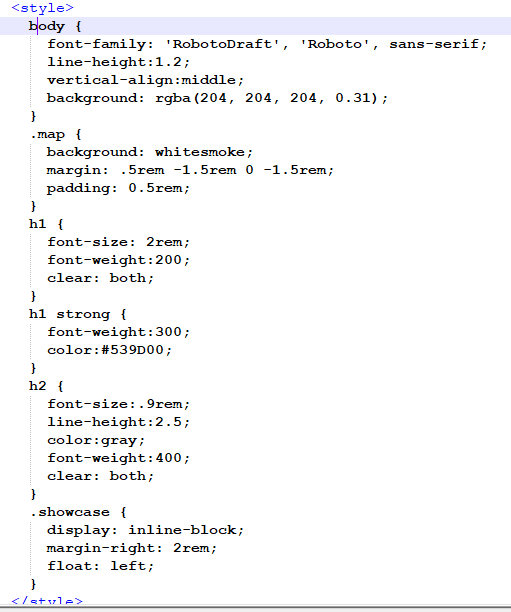 <style>
body {
font-family: 'RobotoDraft', 'Roboto', sans-serif;
line-height:1.2;
vertical-align:middle;
background: rgba(204, 204, 204, 0.31);
}
.map {
background: whitesmoke;
margin: .5rem -1.5rem 0 -1.5rem;
padding: 0.5rem;
}
h1 {
font-size: 2rem;
font-weight:200;
clear: both;
}
h1 strong {
font-weight:300;
color:#539D00;
}
h2 {
font-size:.9rem;
line-height:2.5;
color:gray;
font-weight:400;
clear: both;
}
.showcase {
display: inline-block;
margin-right: 2rem;
float: left;
}
</style>